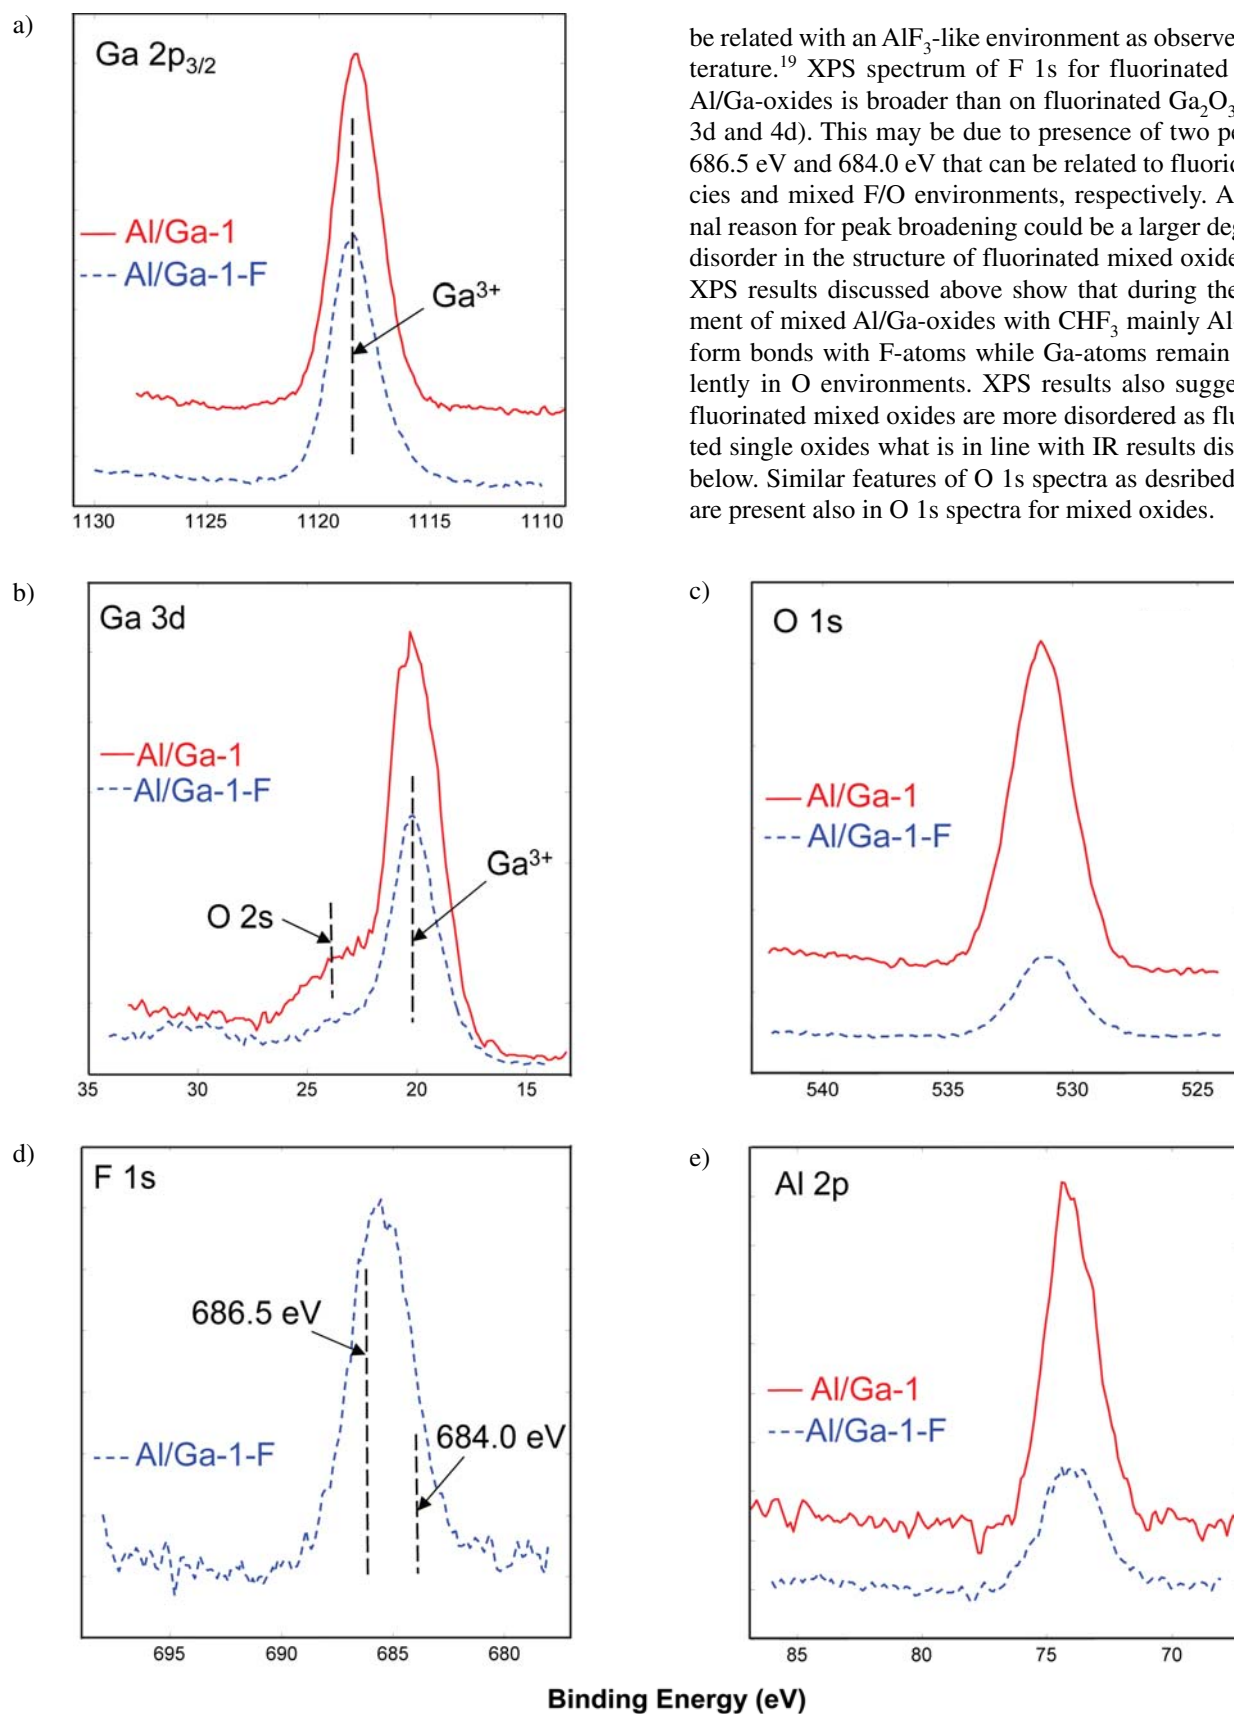 a)
Ga 2p3/2
Al/Ga-1
Al/Ga-1-F
Ga3+
1130 1125 1120 1115 1110
be related with an AlF3-like environment as observe
terature.19 XPS spectrum of F 1s for fluorinated
Al/Ga-oxides is broader than on fluorinated Ga2O3
3d and 4d). This may be due to presence of two pe
686.5 eV and 684.0 eV that can be related to fluorid
cies and mixed F/O environments, respectively. A
nal reason for peak broadening could be a larger deg
disorder in the structure of fluorinated mixed oxide
XPS results discussed above show that during the
ment of mixed Al/Ga-oxides with CHF3 mainly Al
form bonds with F-atoms while Ga-atoms remain
lently in O environments. XPS results also sugge
fluorinated mixed oxides are more disordered as flu
ted single oxides what is in line with IR results dis
below. Similar features of O 1s spectra as desribed
are present also in O 1s spectra for mixed oxides.
b)
Ga 3d
Al/Ga-1
Al/Ga-1-F
O 2s
Ga3+
35 30 25 20 15
c)
O 1s
Al/Ga-1
Al/Ga-1-F
540 535 530 525
d)
F 1s
686.5 eV
684.0 eV
Al/Ga-1-F
695 690 685 680
e)
Al 2p
Al/Ga-1
Al/Ga-1-F
85 80 75 70
Binding Energy (eV)